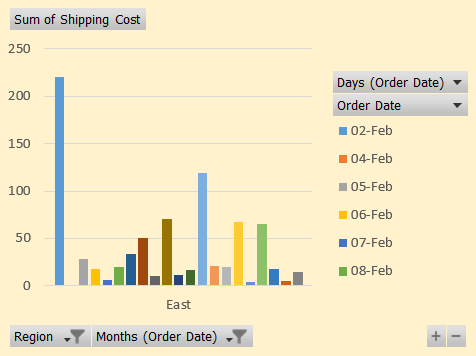 Sum of Shipping Cost
250
200
150
100
50
0
East
Days (Order Date)
Order Date
02-Feb
04-Feb
05-Feb
06-Feb
07-Feb
08-Feb
Region Months (Order Date)
+ −